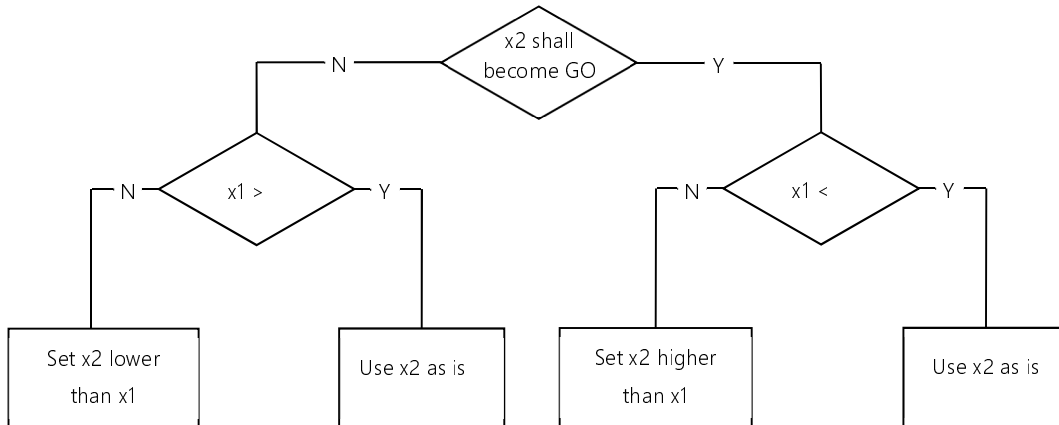 x2 shall
become GO
N
Y
N
x1 >
Y
N
x1 <
Y
Set x2 lower
than x1
Use x2 as is
Set x2 higher
than x1
Use x2 as is